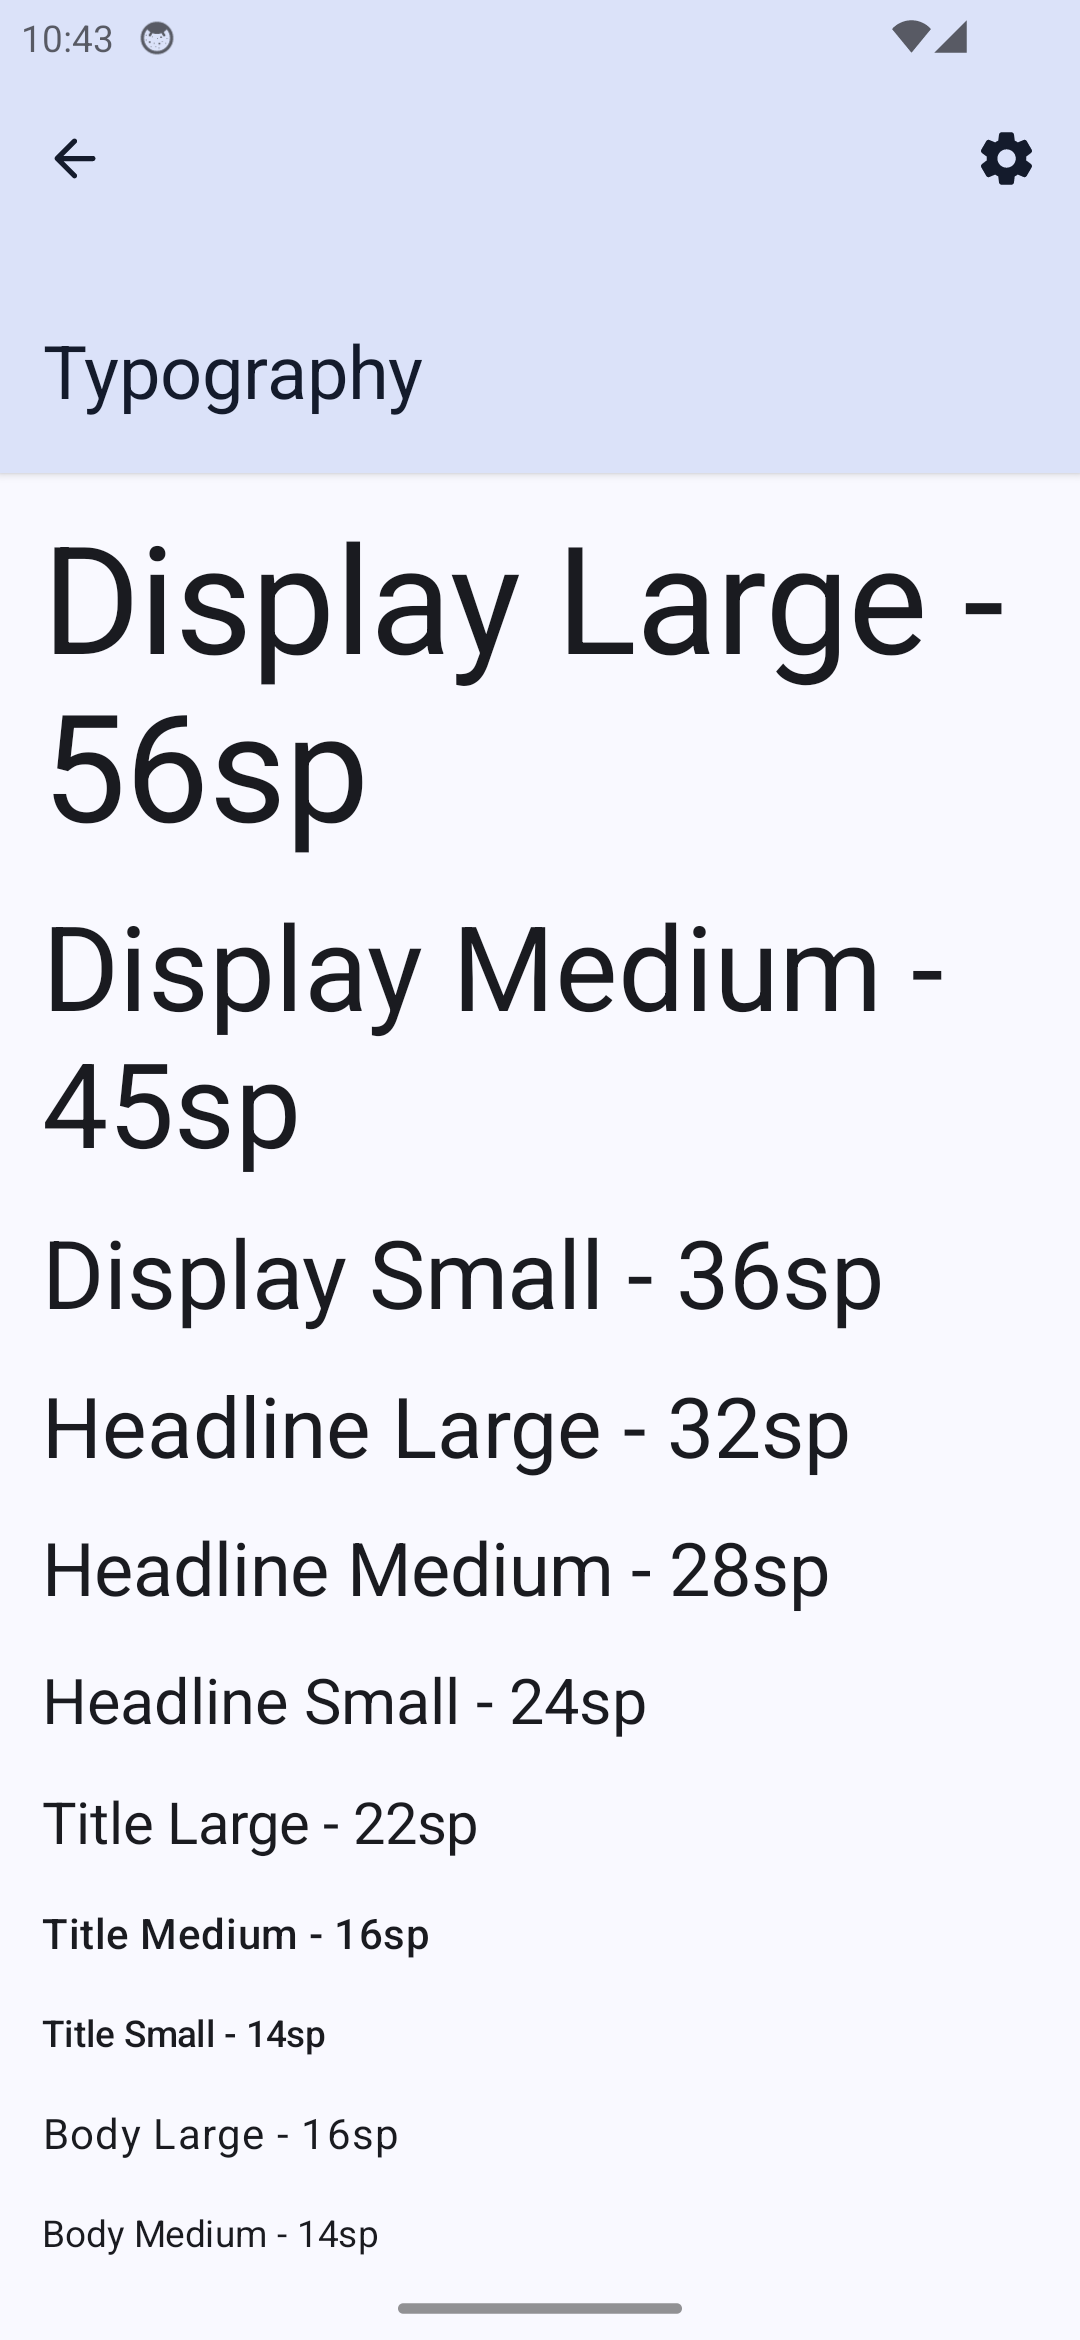 10:43
Typography
Display Large -
56sp
Display Medium -
45sp
Display Small - 36sp
Headline Large - 32sp
Headline Medium - 28sp
Headline Small - 24sp
Title Large - 22sp
Title Medium - 16sp
Title Small - 14sp
Body Large - 16sp
Body Medium - 14sp